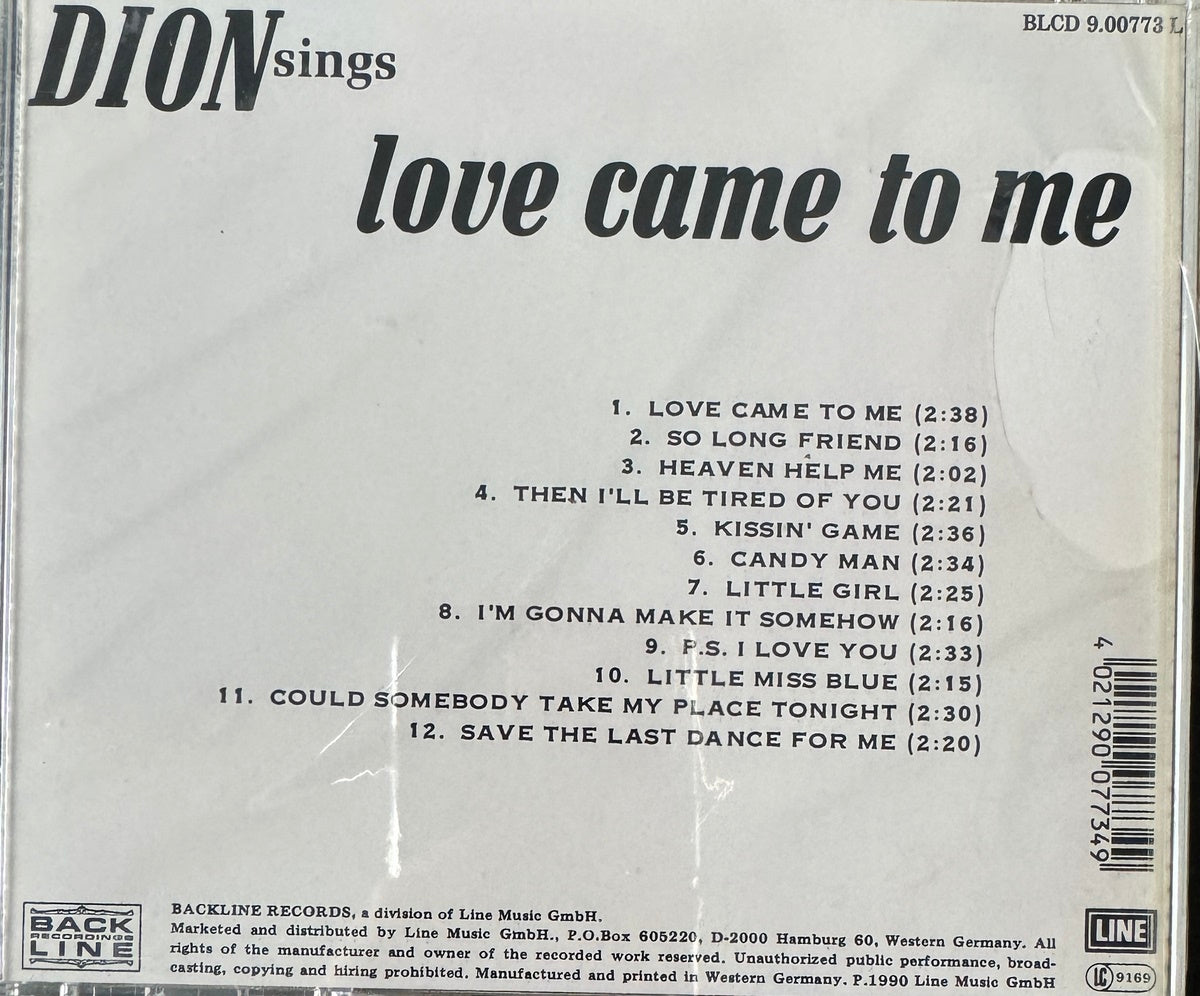 DION sings
BLCD 9.00773 L
love came to me
1. LOVE CAME TO ME (2:38)
2. SO LONG FRIEND (2:16)
3. HEAVEN HELP ME (2:02)
4. THEN I'LL BE TIRED OF YOU (2:21)
5. KISSIN' GAME (2:36)
6. CANDY MAN (2:34)
7. LITTLE GIRL (2:25)
8. I'M GONNA MAKE IT SOMEHOW (2:16)
9. P.S. I LOVE YOU (2:33)
10. LITTLE MISS BLUE (2:15)
11. COULD SOMEBODY TAKE MY PLACE TONIGHT (2:30)
12. SAVE THE LAST DANCE FOR ME (2:20)
4 021290 077349
BACK
RECORDINGS
LINE
BACKLINE RECORDS, a division of Line Music GmbH.
Marketed and distributed by Line Music GmbH., P.O.Box 605220, D-2000 Hamburg 60, Western Germany. All
rights of the manufacturer and owner of the recorded work reserved. Unauthorized public performance, broad-
casting, copying and hiring prohibited. Manufactured and printed in Western Germany. P.1990 Line Music GmbH
LINE
LC 9169